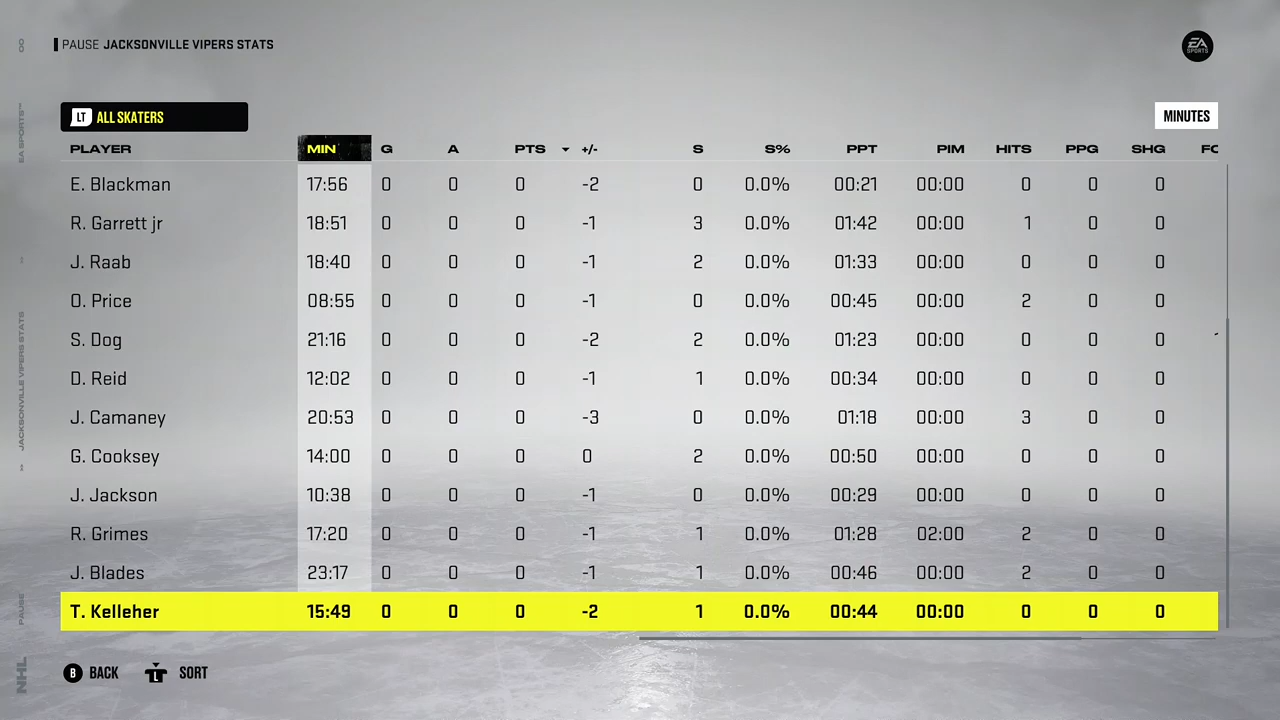 PAUSE JACKSONVILLE VIPERS STATS
EA SPORTS
LT ALL SKATERS
MINUTES
PLAYER MIN G A PTS +/- S S% PPT PIM HITS PPG SHG FO
E. Blackman 17:56 0 0 0 -2 0 0.0% 00:21 00:00 0 0 0
R. Garrett jr 18:51 0 0 0 -1 3 0.0% 01:42 00:00 1 0 0
J. Raab 18:40 0 0 0 -1 2 0.0% 01:33 00:00 0 0 0
O. Price 08:55 0 0 0 -1 0 0.0% 00:45 00:00 2 0 0
S. Dog 21:16 0 0 0 -2 2 0.0% 01:23 00:00 0 0 0
D. Reid 12:02 0 0 0 -1 1 0.0% 00:34 00:00 0 0 0
J. Camaney 20:53 0 0 0 -3 0 0.0% 01:18 00:00 3 0 0
G. Cooksey 14:00 0 0 0 0 2 0.0% 00:50 00:00 0 0 0
J. Jackson 10:38 0 0 0 -1 0 0.0% 00:29 00:00 0 0 0
R. Grimes 17:20 0 0 0 -1 1 0.0% 01:28 02:00 2 0 0
J. Blades 23:17 0 0 0 -1 1 0.0% 00:46 00:00 2 0 0
T. Kelleher 15:49 0 0 0 -2 1 0.0% 00:44 00:00 0 0 0
B BACK L SORT
NHL PAUSE » JACKSONVILLE VIPERS STATS » EA SPORTS™